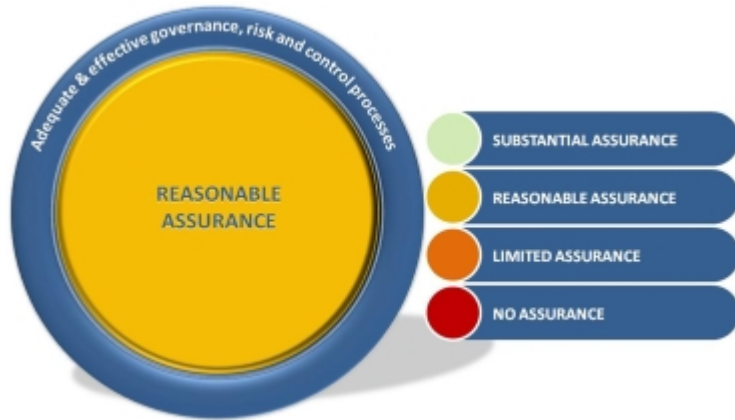 Adequate & effective governance, risk and control processes
REASONABLE
ASSURANCE
SUBSTANTIAL ASSURANCE
REASONABLE ASSURANCE
LIMITED ASSURANCE
NO ASSURANCE